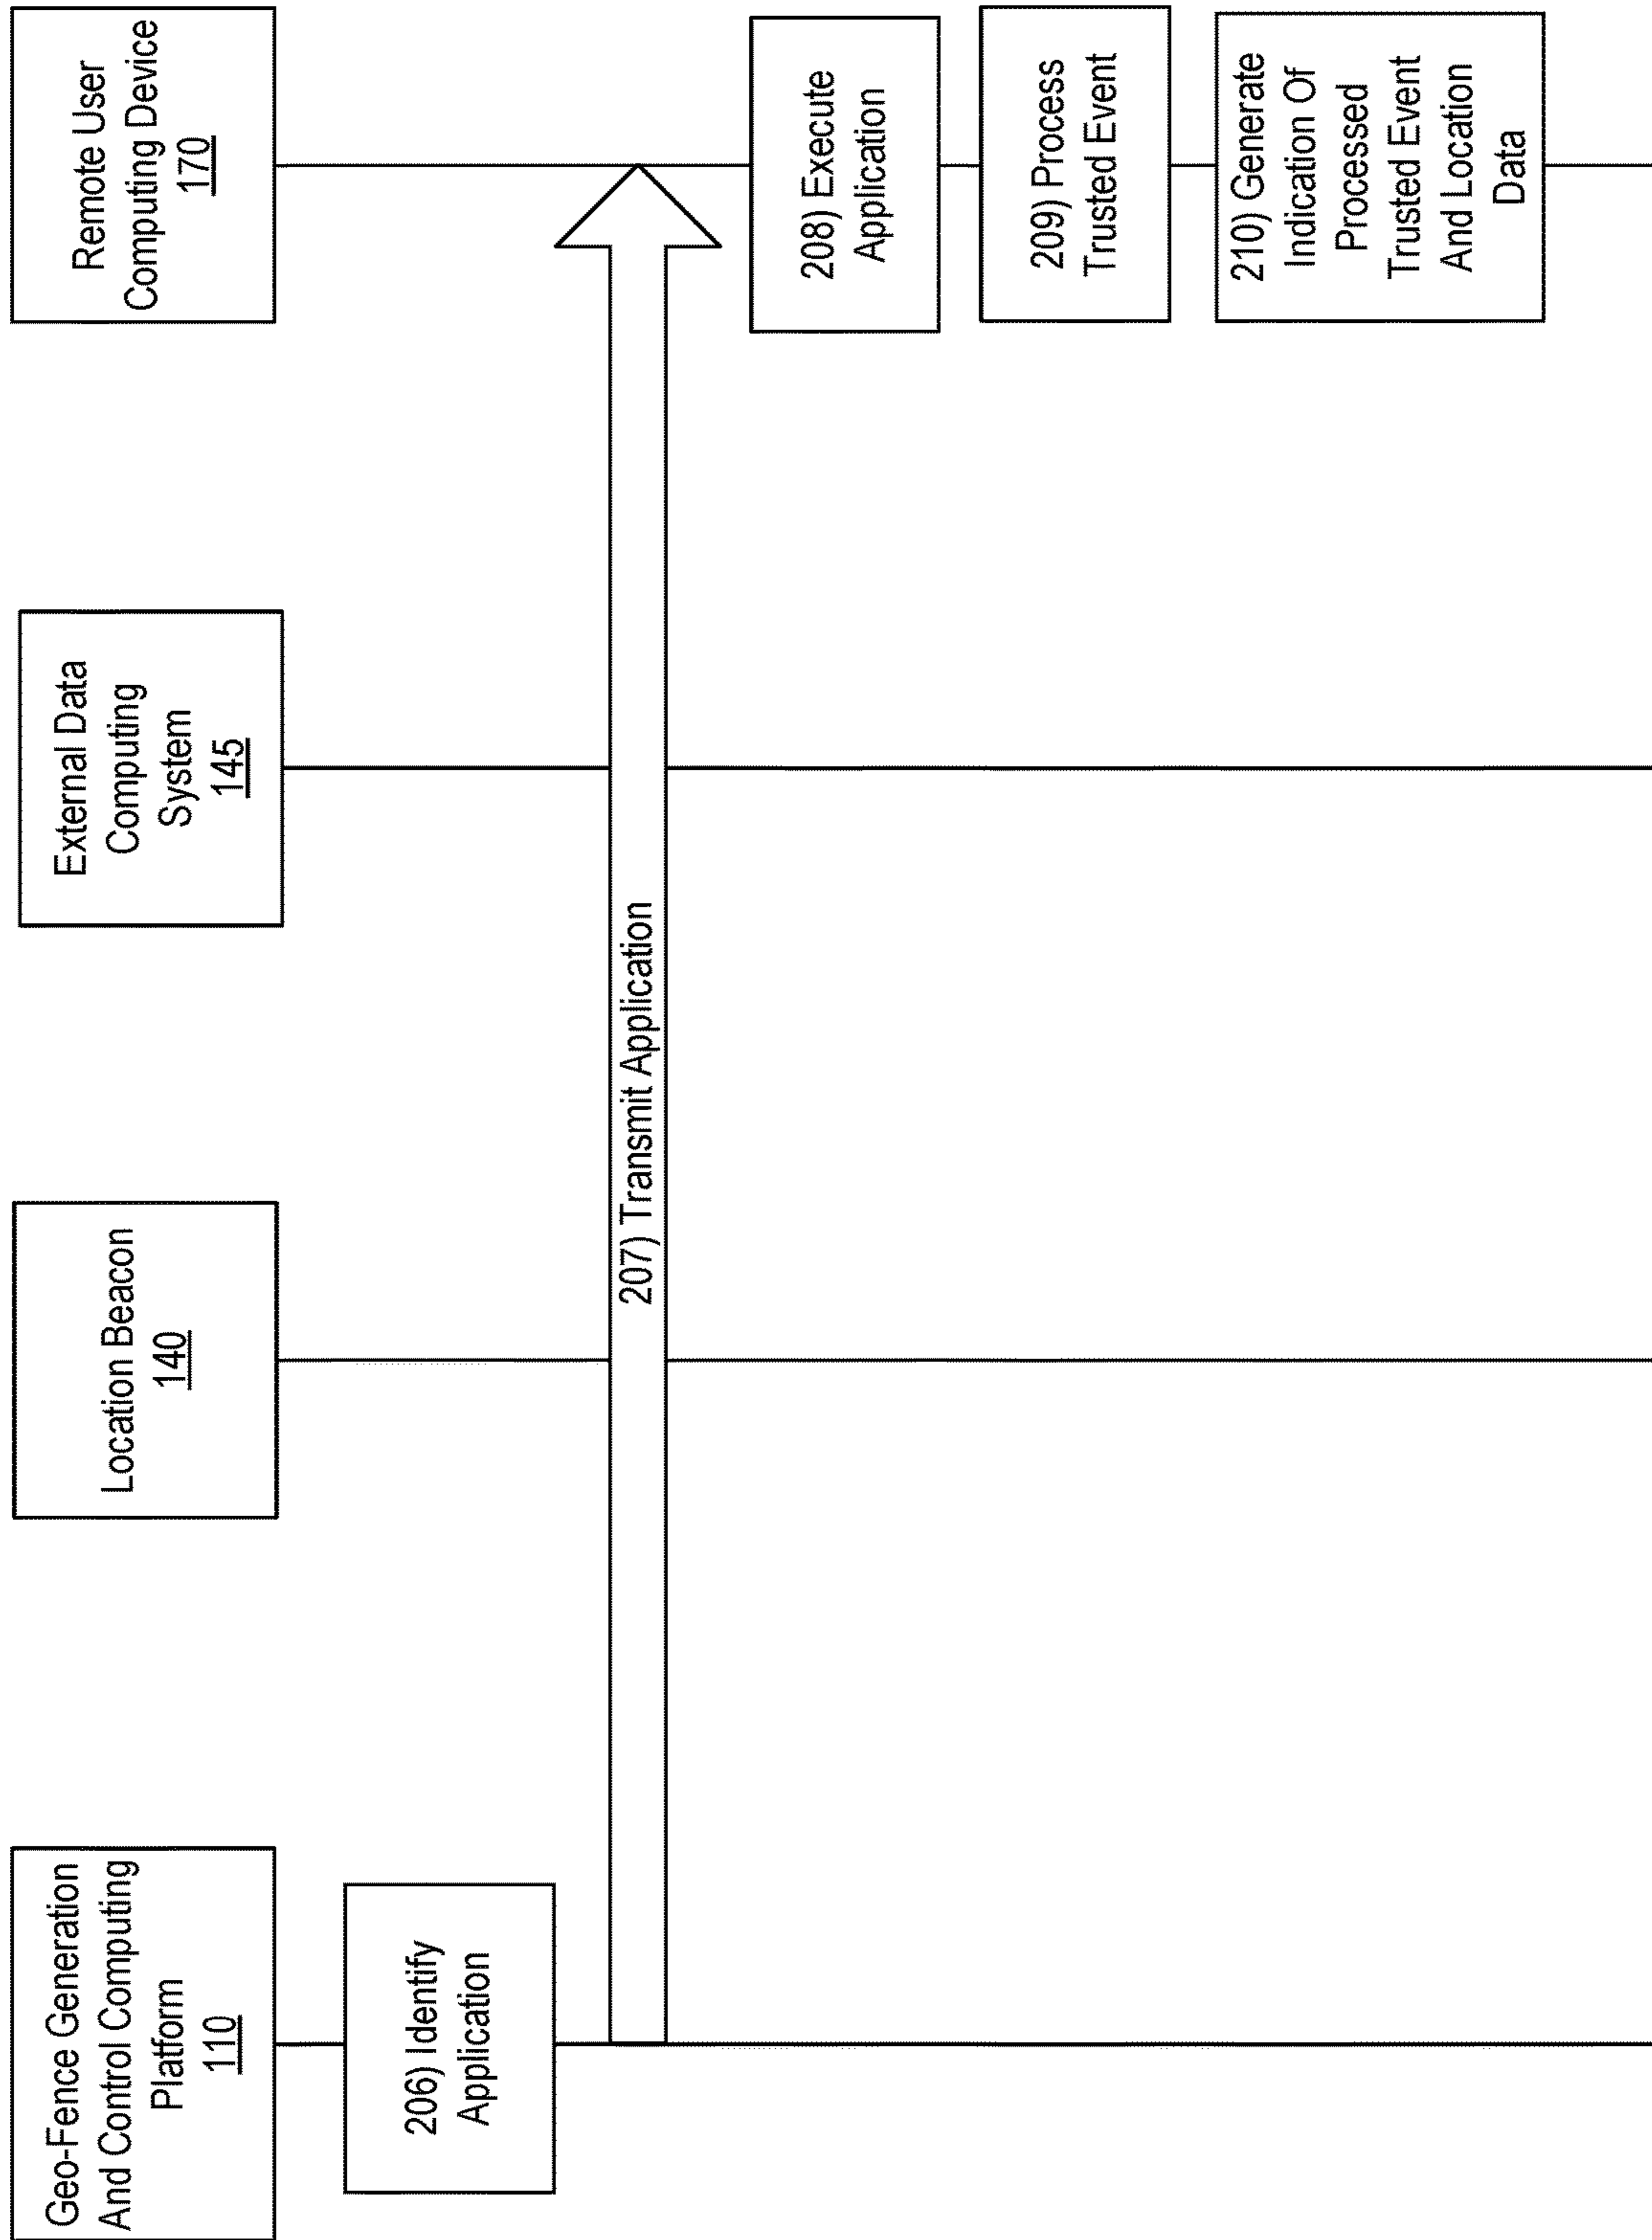 Geo-Fence Generation
And Control Computing
Platform
110
Location Beacon
140
External Data
Computing
System
145
Remote User
Computing Device
170
206) Identify
Application
207) Transmit Application
208) Execute
Application
209) Process
Trusted Event
210) Generate
Indication Of
Processed
Trusted Event
And Location
Data